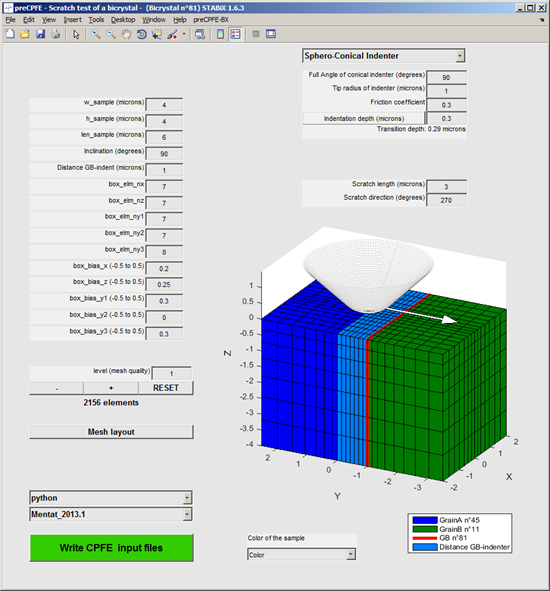 preCPFE - Scratch test of a bicrystal - (Bicrystal n°81) STABiX 1.6.3
File Edit View Insert Tools Desktop Window Help preCPFE-BX
Sphero-Conical Indenter
Full Angle of conical indenter (degrees) 90
Tip radius of indenter (microns) 1
Friction coefficient 0.3
Indentation depth (microns) 0.3
Transition depth: 0.29 microns
w_sample (microns) 4
h_sample (microns) 4
len_sample (microns) 6
Inclination (degrees) 90
Distance GB-indent (microns) 1
box_elm_nx 7
box_elm_nz 7
box_elm_ny1 7
box_elm_ny2 7
box_elm_ny3 8
box_bias_x (-0.5 to 0.5) 0.2
box_bias_z (-0.5 to 0.5) 0.25
box_bias_y1 (-0.5 to 0.5) 0.3
box_bias_y2 (-0.5 to 0.5) 0
box_bias_y3 (-0.5 to 0.5) 0.3
Scratch length (microns) 3
Scratch direction (degrees) 270
level (mesh quality) 1
- + RESET
2156 elements
Mesh layout
python
Mentat_2013.1
Write CPFE input files
1
0.5
0
-0.5
-1
-1.5
-2
-2.5
-3
-3.5
-4
Z
2 1 0 -1 -2 -3
Y
-2 -1 0 1 2
X
Color of the sample
Color
GrainA n°45
GrainB n°11
GB n°81
Distance GB-indenter